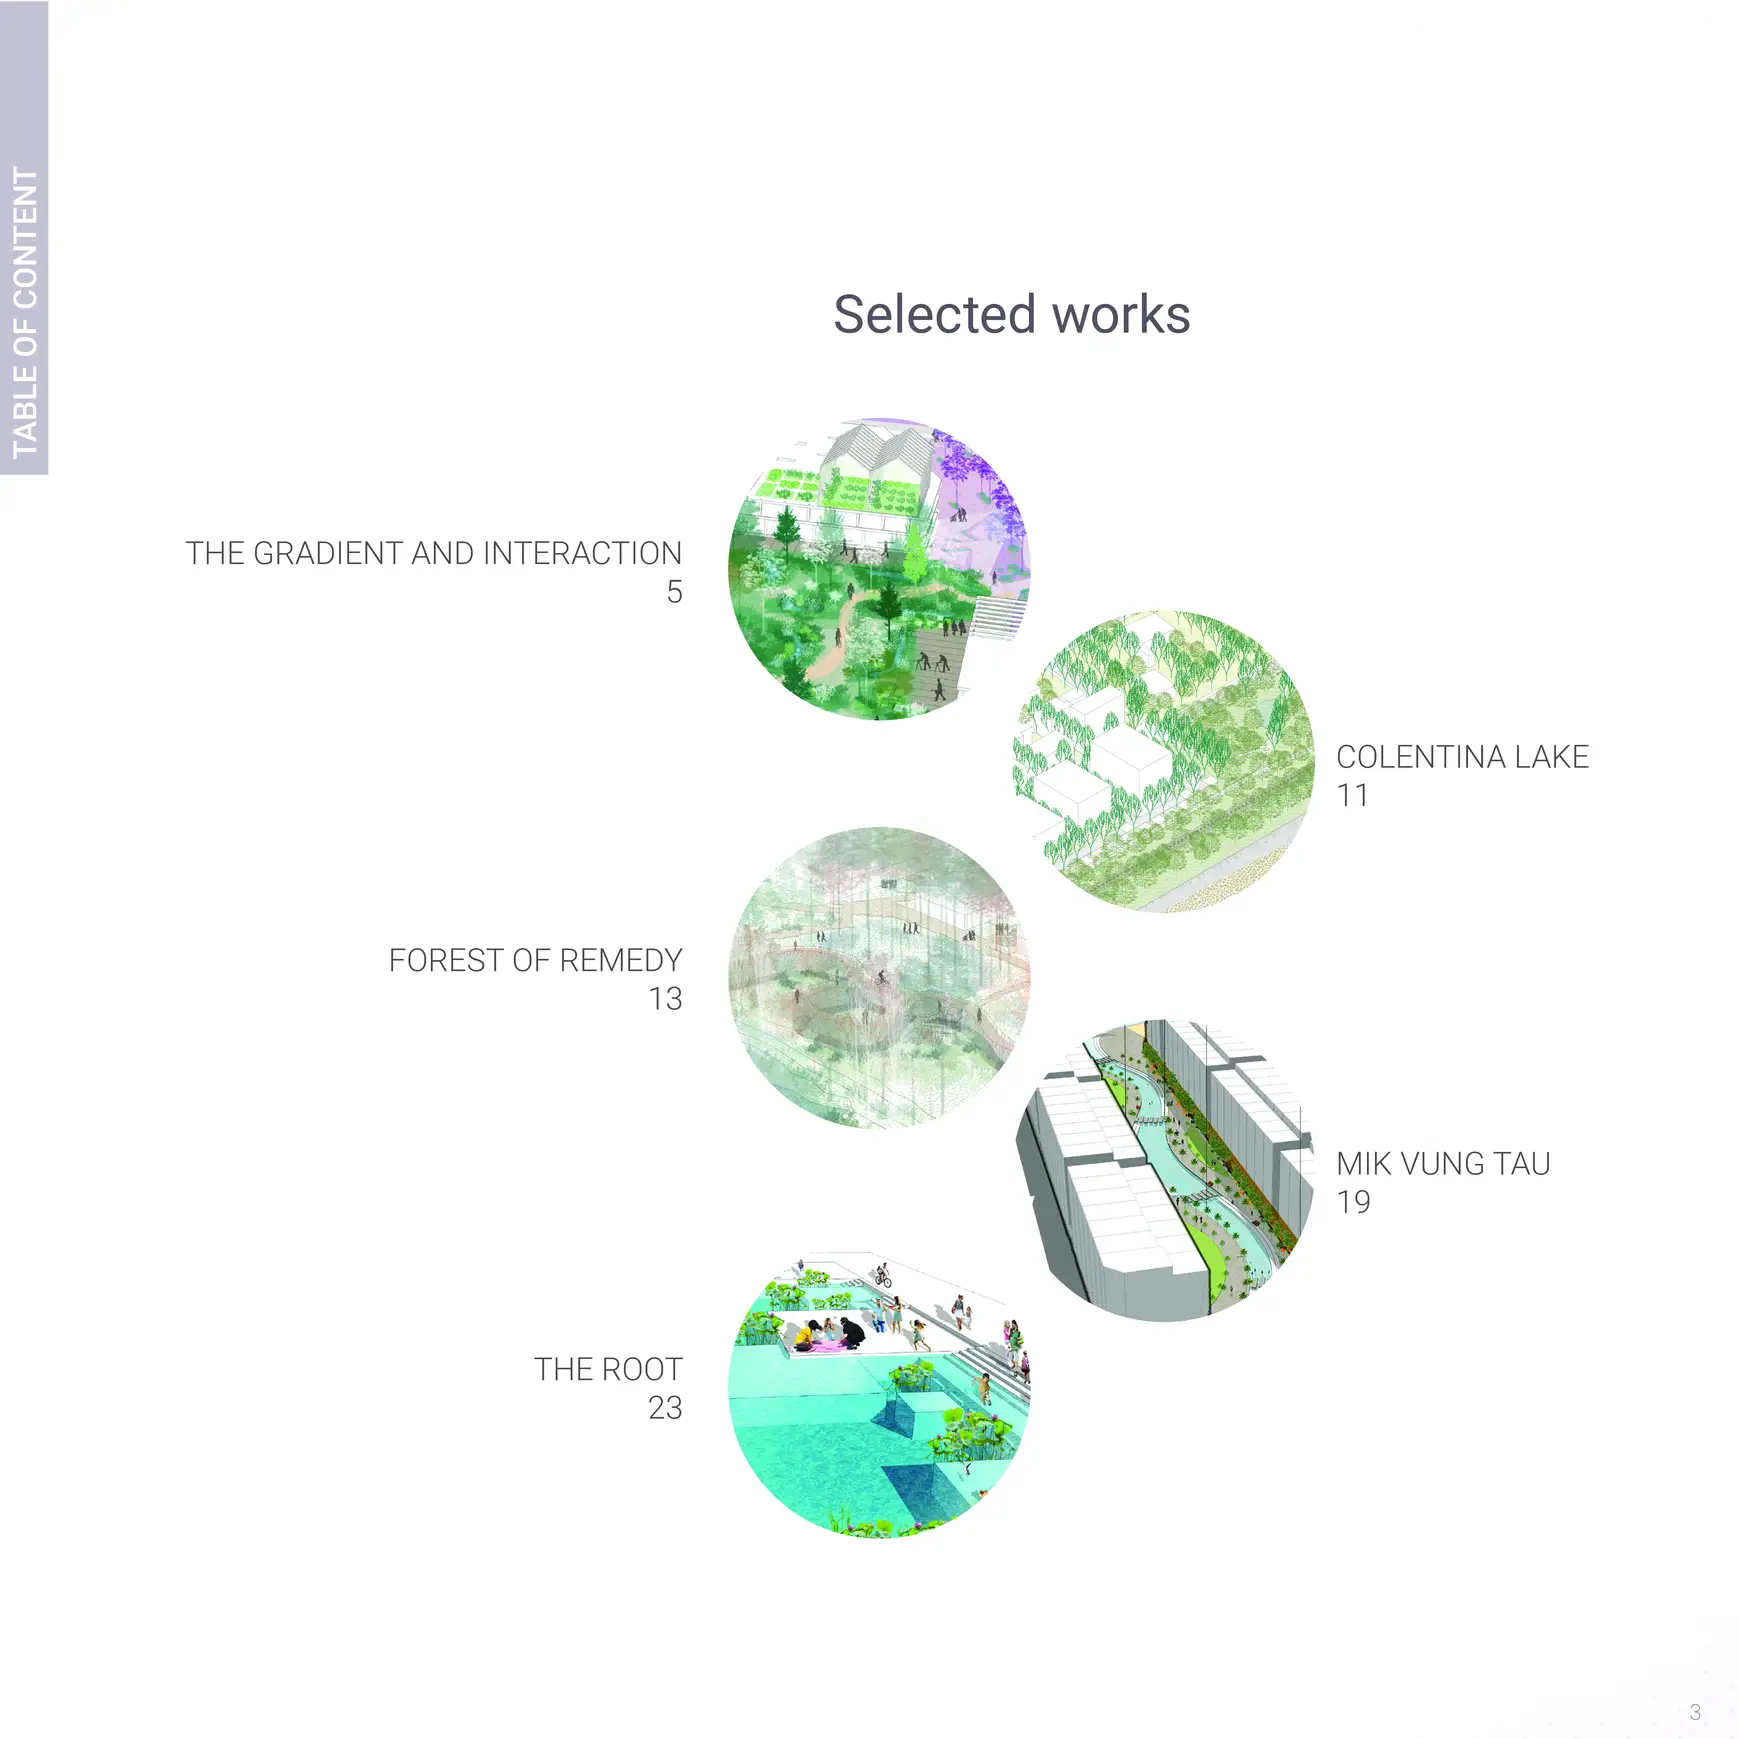 TABLE OF CONTENT
Selected works
THE GRADIENT AND INTERACTION
5
COLENTINA LAKE
11
FOREST OF REMEDY
13
MIK VUNG TAU
19
THE ROOT
23
3